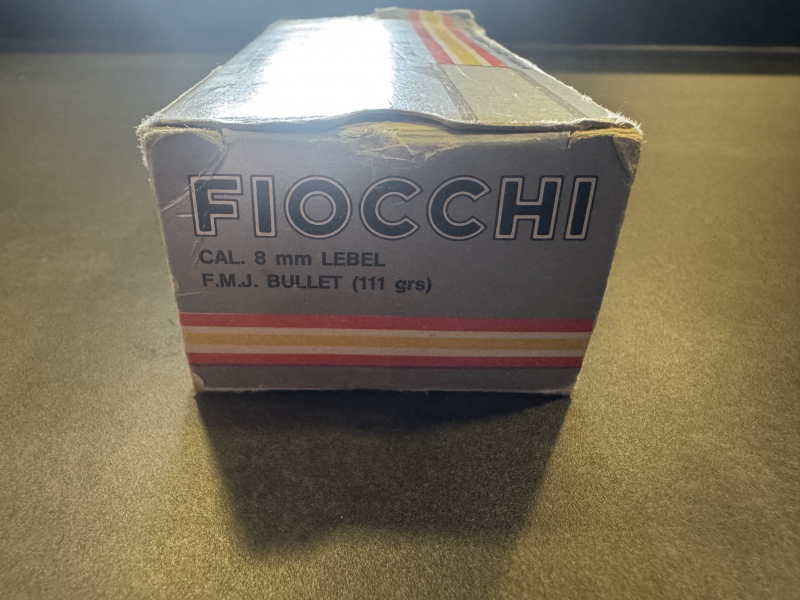 FIOCCHI
CAL. 8 mm LEBEL
F.M.J. BULLET (111 grs)